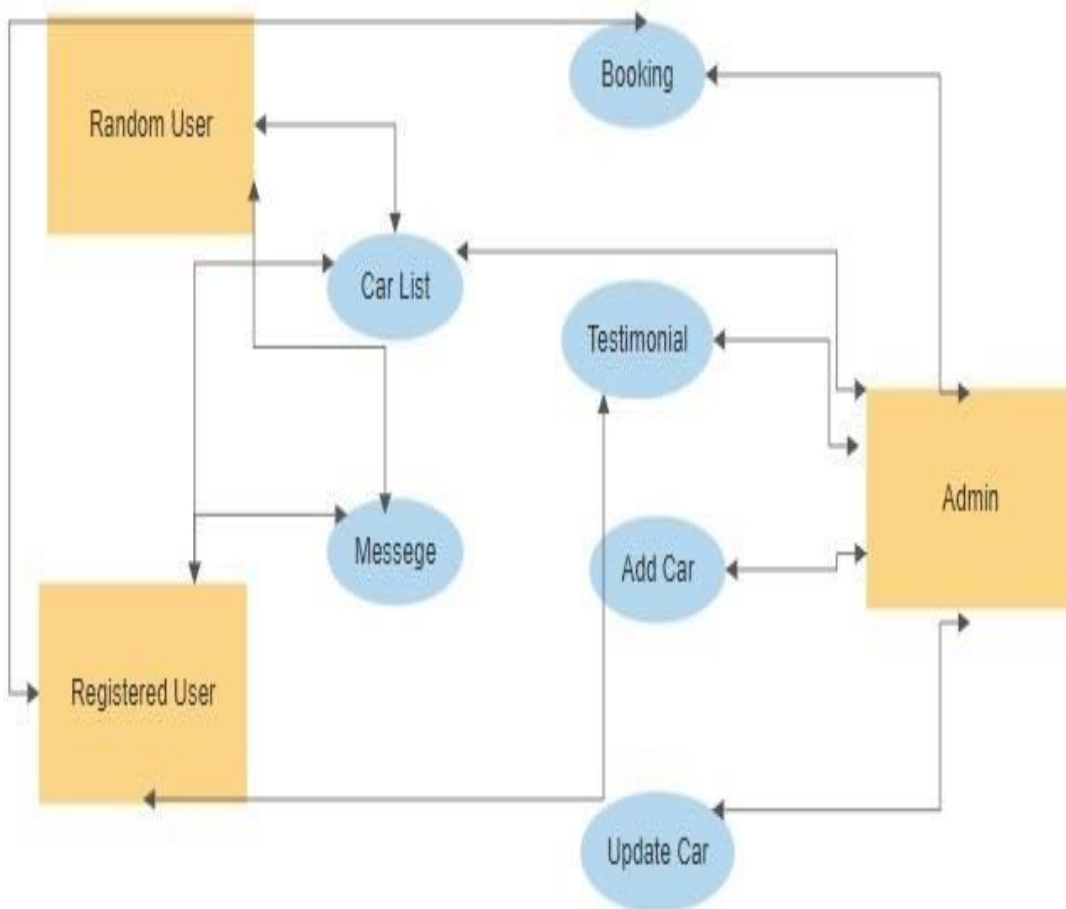 Booking
Random User
Car List
Testimonial
Admin
Messege
Add Car
Registered User
Update Car